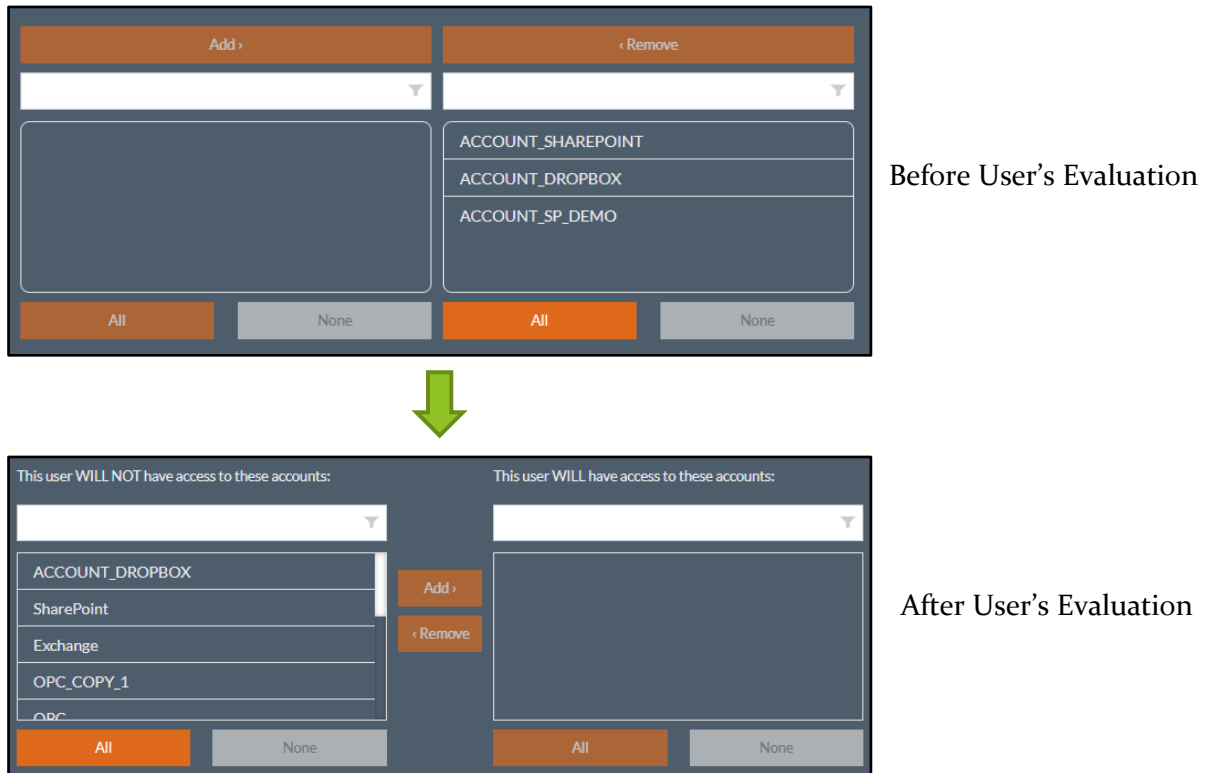 Add ›
‹ Remove
ACCOUNT_SHAREPOINT
ACCOUNT_DROPBOX
ACCOUNT_SP_DEMO
All
None
All
None
Before User’s Evaluation
This user WILL NOT have access to these accounts:
This user WILL have access to these accounts:
ACCOUNT_DROPBOX
SharePoint
Exchange
OPC_COPY_1
OPC
Add ›
‹ Remove
All
None
All
None
After User’s Evaluation